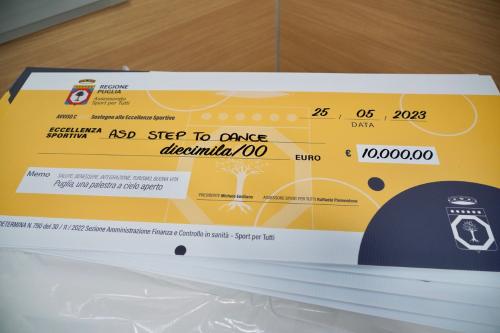 REGIONE
PUGLIA
Assessorato
Sport per Tutti
AVVISO C Sostegno alle Eccellenze Sportive
25 / 05 / 2023
DATA
ECCELLENZA
SPORTIVA ASD STEP TO DANCE
diecimila/00 EURO € 10,000.00
Memo SALUTE, BENESSERE, INTEGRAZIONE, TURISMO, BUONA VITA
Puglia, una palestra a cielo aperto
PRESIDENTE Michele Emiliano ASSESSORE SPORT PER TUTTI Raffaele Piemontese
DETERMINA N. 790 del 30 / 11 / 2022 Sezione Amministrazione Finanza e Controllo in sanità - Sport per Tutti